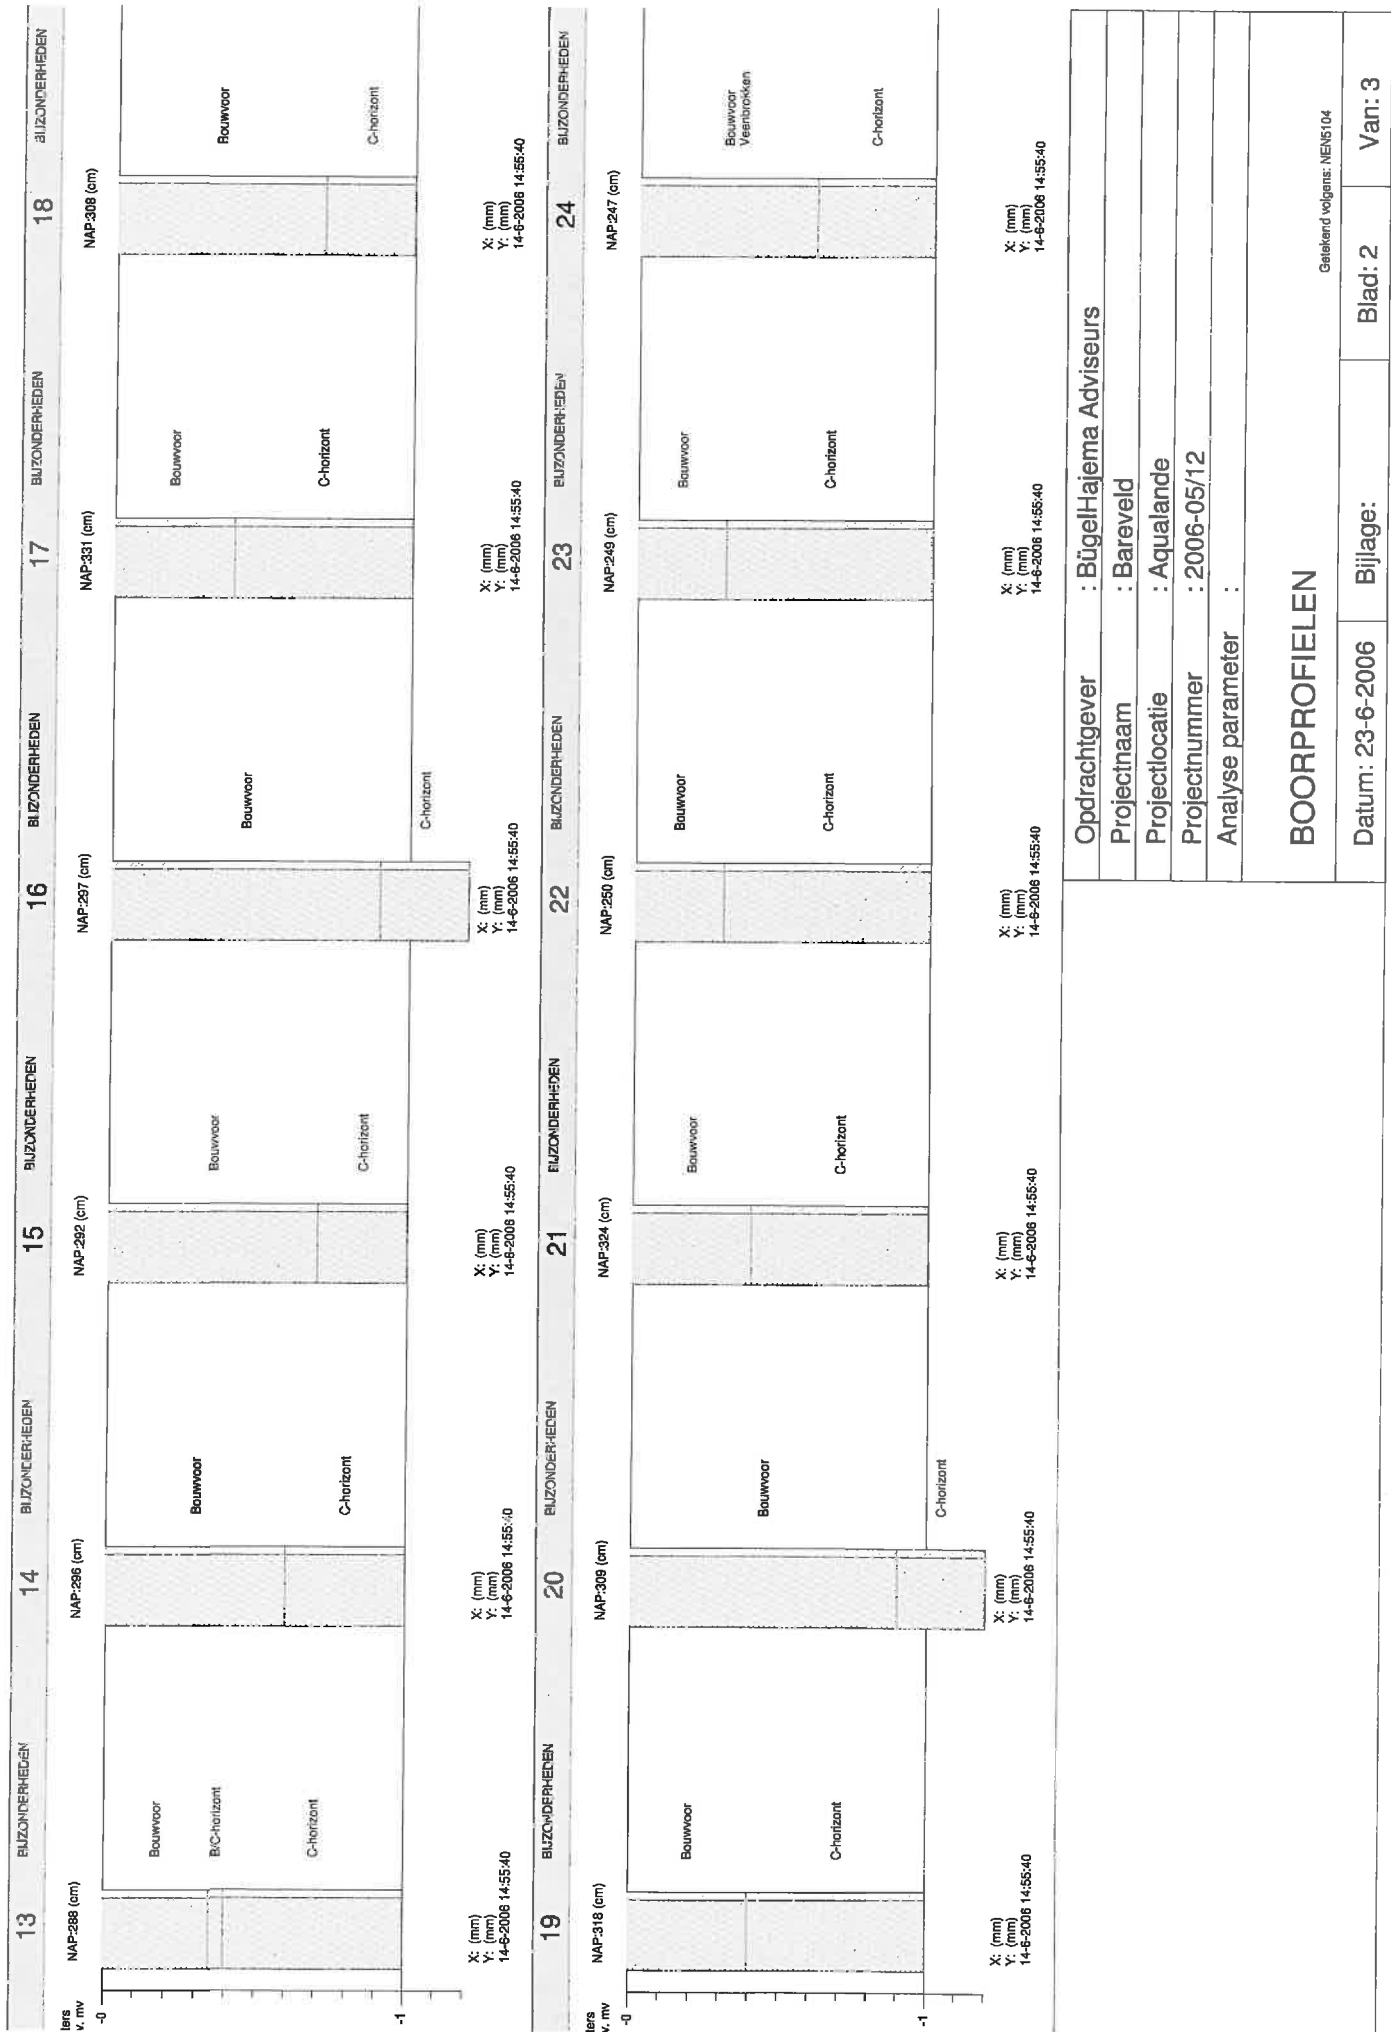 13 BIJZONDERHEDEN 14 BIJZONDERHEDEN 15 BIJZONDERHEDEN 16 BIJZONDERHEDEN 17 BIJZONDERHEDEN 18 BIJZONDERHEDEN
NAP:288 (cm) NAP:296 (cm) NAP:292 (cm) NAP:297 (cm) NAP:331 (cm) NAP:308 (cm)
v. mv
-0
Bouwvoor
B/C-horizont
C-horizont
Bouwvoor
C-horizont
Bouwvoor
C-horizont
Bouwvoor
C-horizont
Bouwvoor
C-horizont
Bouwvoor
C-horizont
-1
X: (mm) X: (mm) X: (mm) X: (mm) X: (mm) X: (mm)
Y: (mm) Y: (mm) Y: (mm) Y: (mm) Y: (mm) Y: (mm)
14-6-2006 14:55:40 14-6-2006 14:55:40 14-6-2006 14:55:40 14-6-2006 14:55:40 14-6-2006 14:55:40 14-6-2006 14:55:40
19 BIJZONDERHEDEN 20 BIJZONDERHEDEN 21 BIJZONDERHEDEN 22 BIJZONDERHEDEN 23 BIJZONDERHEDEN 24 BIJZONDERHEDEN
NAP:318 (cm) NAP:309 (cm) NAP:324 (cm) NAP:250 (cm) NAP:249 (cm) NAP:247 (cm)
v. mv
-0
Bouwvoor
C-horizont
Bouwvoor
C-horizont
Bouwvoor
C-horizont
Bouwvoor
C-horizont
Bouwvoor
C-horizont
Bouwvoor
Veenbrokken
C-horizont
-1
X: (mm) X: (mm) X: (mm) X: (mm) X: (mm) X: (mm)
Y: (mm) Y: (mm) Y: (mm) Y: (mm) Y: (mm) Y: (mm)
14-6-2006 14:55:40 14-6-2006 14:55:40 14-6-2006 14:55:40 14-6-2006 14:55:40 14-6-2006 14:55:40 14-6-2006 14:55:40
Opdrachtgever : BügelHajema Adviseurs
Projectnaam : Bareveld
Projectlocatie : Aqualande
Projectnummer : 2006-05/12
Analyse parameter :
BOORPROFIELEN
Getekend volgens: NEN5104
Datum: 23-6-2006 Bijlage: Blad: 2 Van: 3